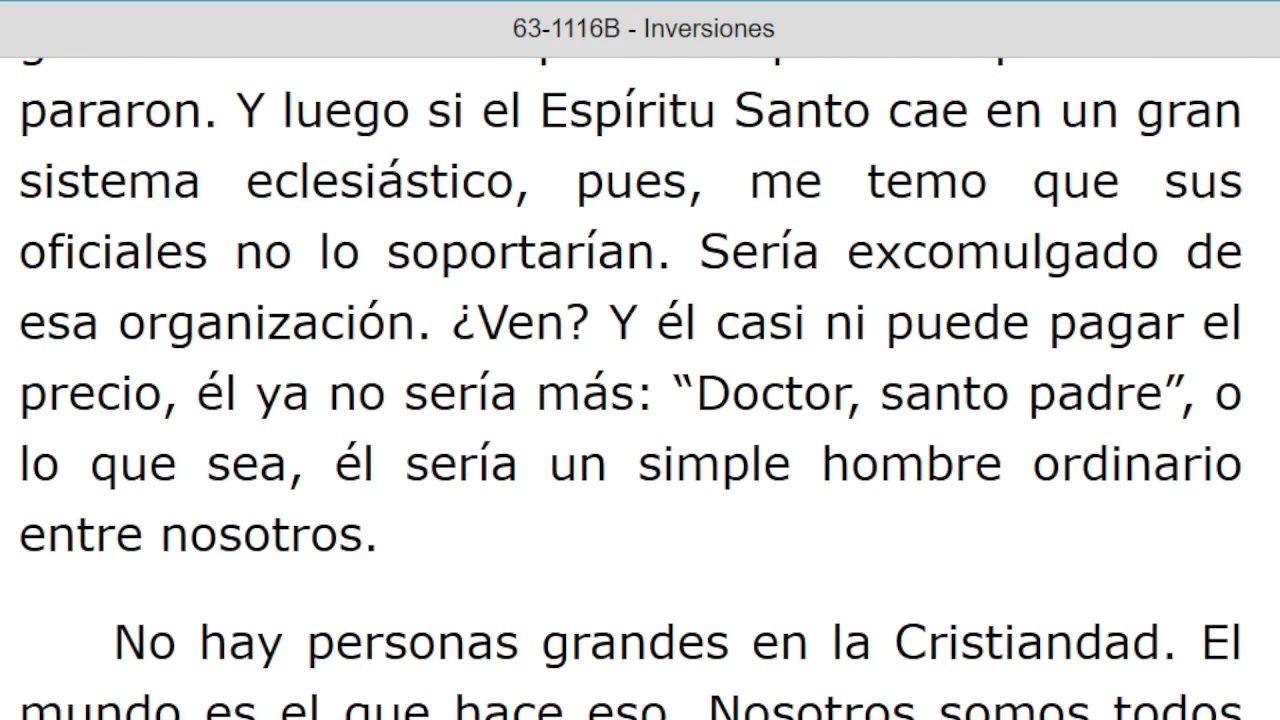 63-1116B - Inversiones
pararon. Y luego si el Espíritu Santo cae en un gran
sistema eclesiástico, pues, me temo que sus
oficiales no lo soportarían. Sería excomulgado de
esa organización. ¿Ven? Y él casi ni puede pagar el
precio, él ya no sería más: “Doctor, santo padre”, o
lo que sea, él sería un simple hombre ordinario
entre nosotros.
No hay personas grandes en la Cristiandad. El
mundo es el que hace eso. Nosotros somos todos